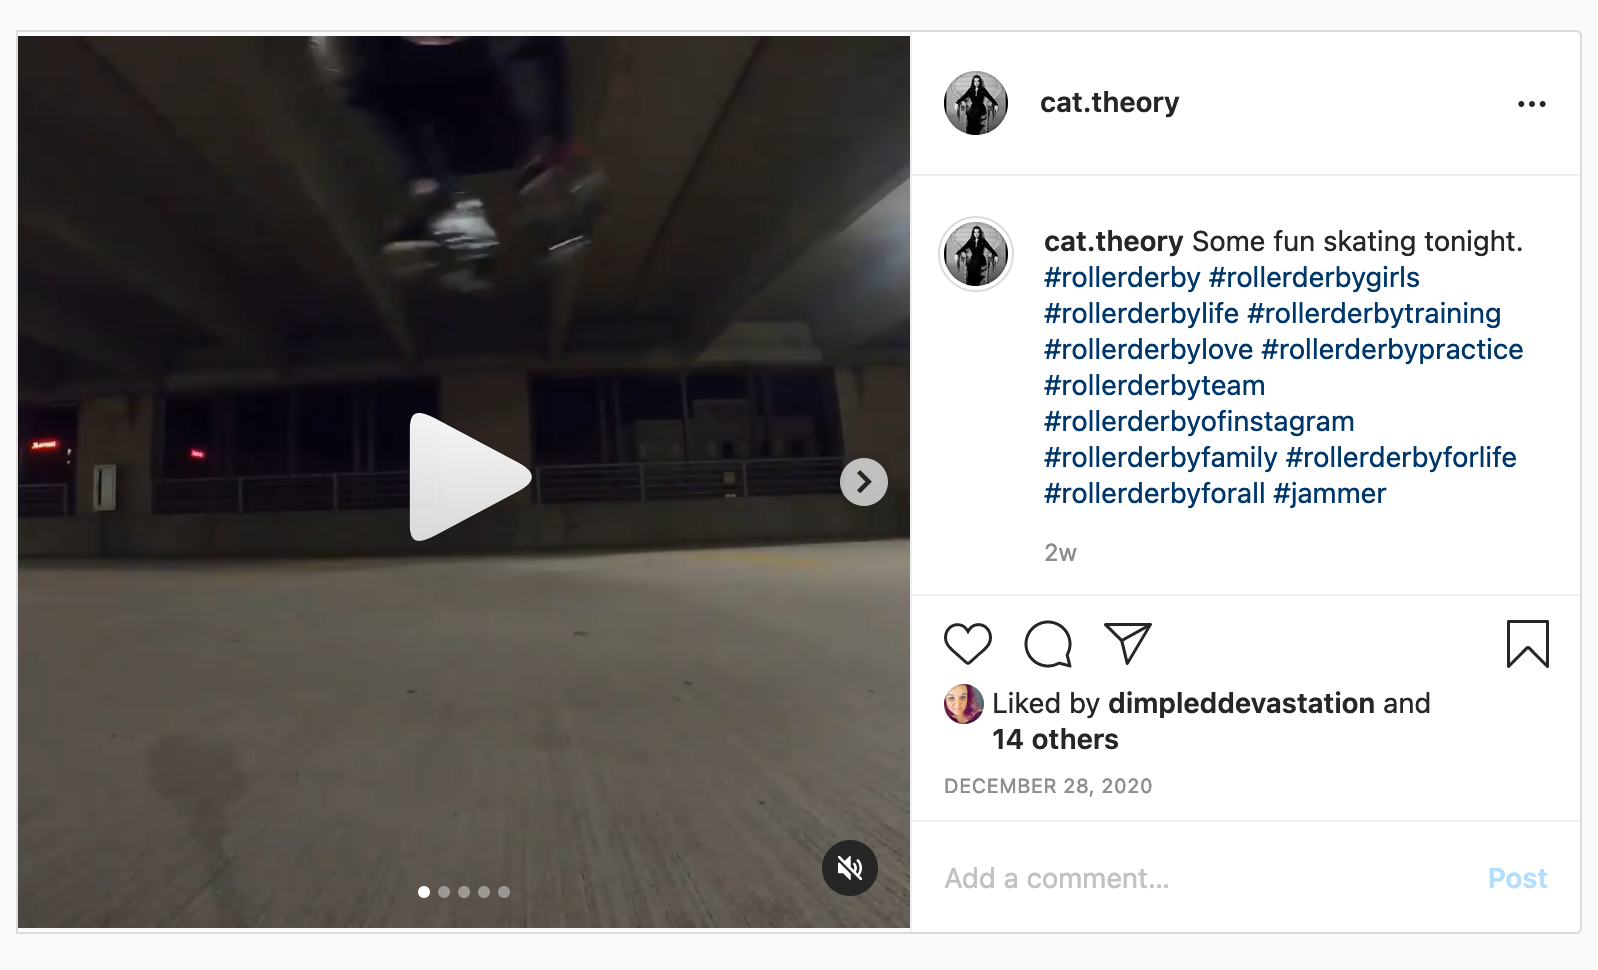 cat.theory
cat.theory Some fun skating tonight.
#rollerderby #rollerderbygirls
#rollerderbylife #rollerderbytraining
#rollerderbylove #rollerderbypractice
#rollerderbyteam
#rollerderbyofinstagram
#rollerderbyfamily #rollerderbyforlife
#rollerderbyforall #jammer
2w
Liked by dimpleddevastation and
14 others
DECEMBER 28, 2020
Add a comment...
Post